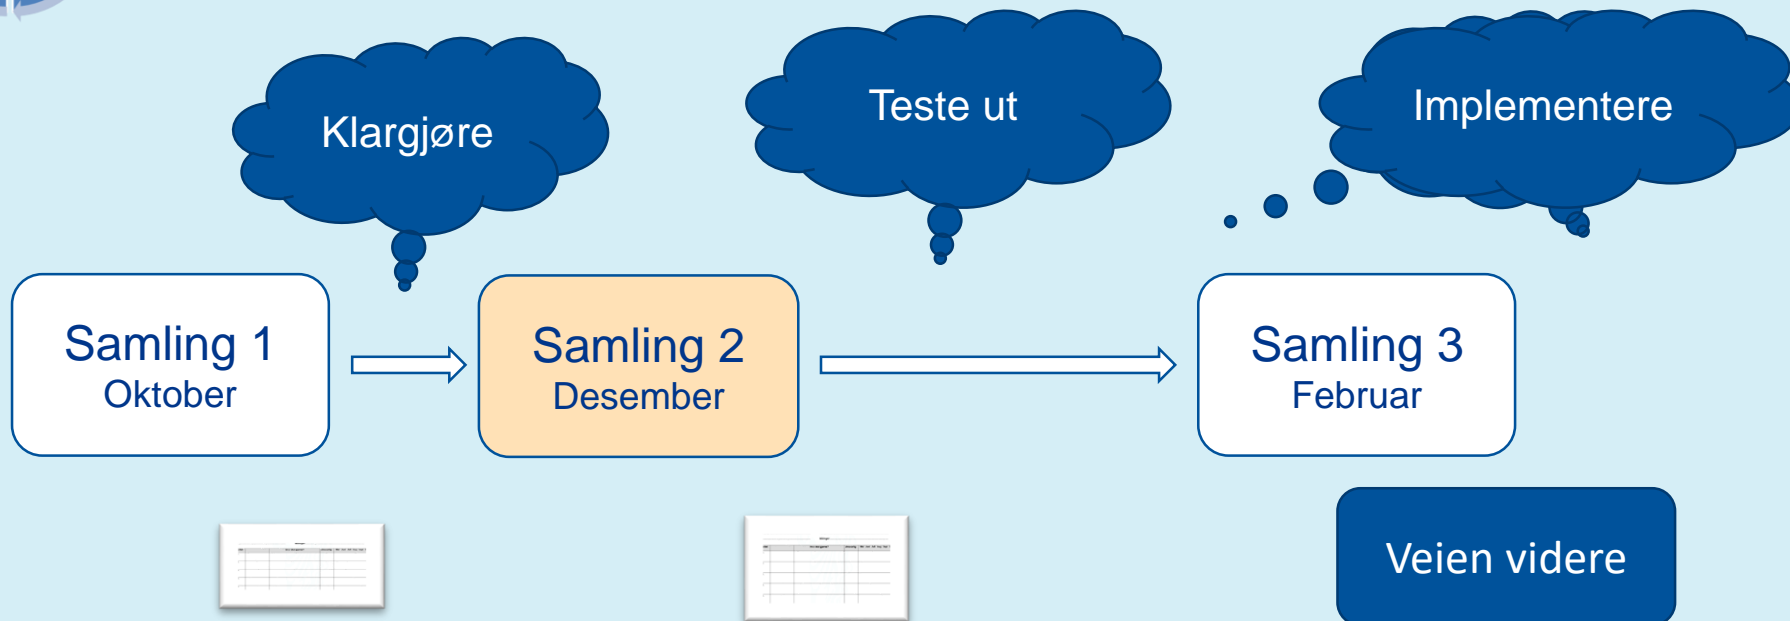 Klargjøre
Teste ut
Implementere
Samling 1
Oktober
Samling 2
Desember
Samling 3
Februar
Veien videre